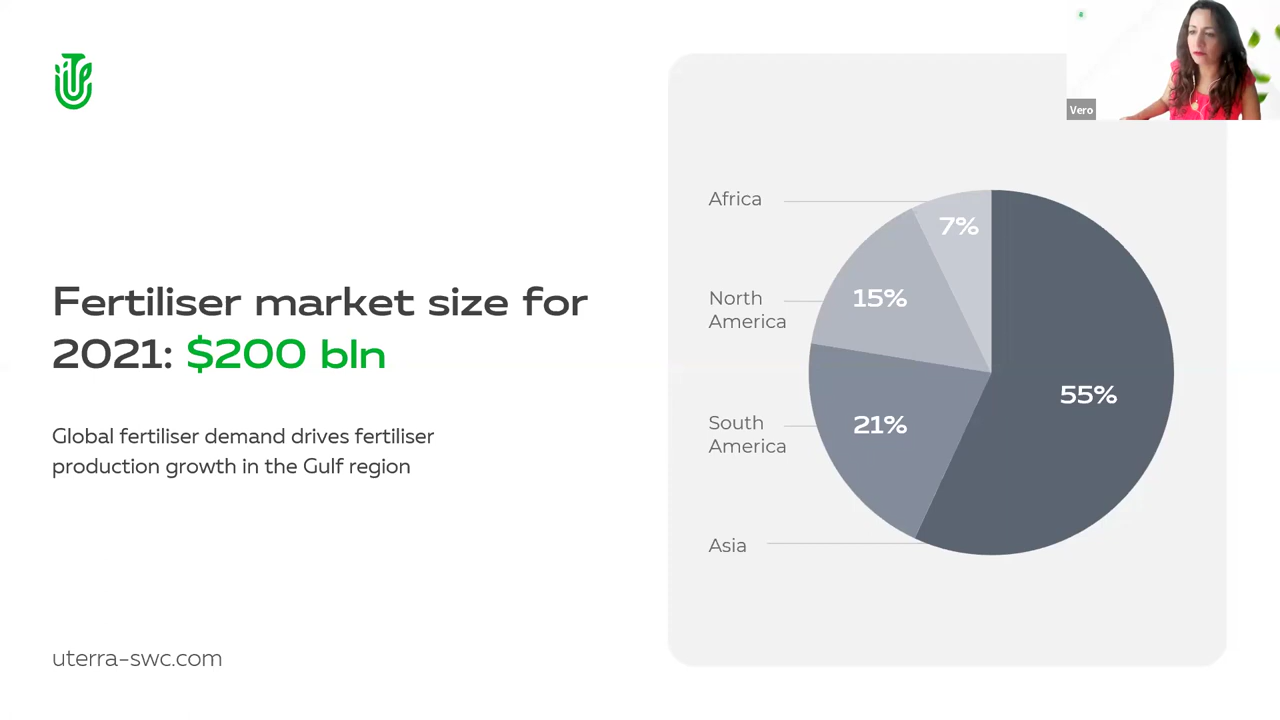 Vero
Fertiliser market size for
2021: $200 bln
Global fertiliser demand drives fertiliser
production growth in the Gulf region
uterra-swc.com
Africa
7%
North
America
15%
55%
South
America
21%
Asia